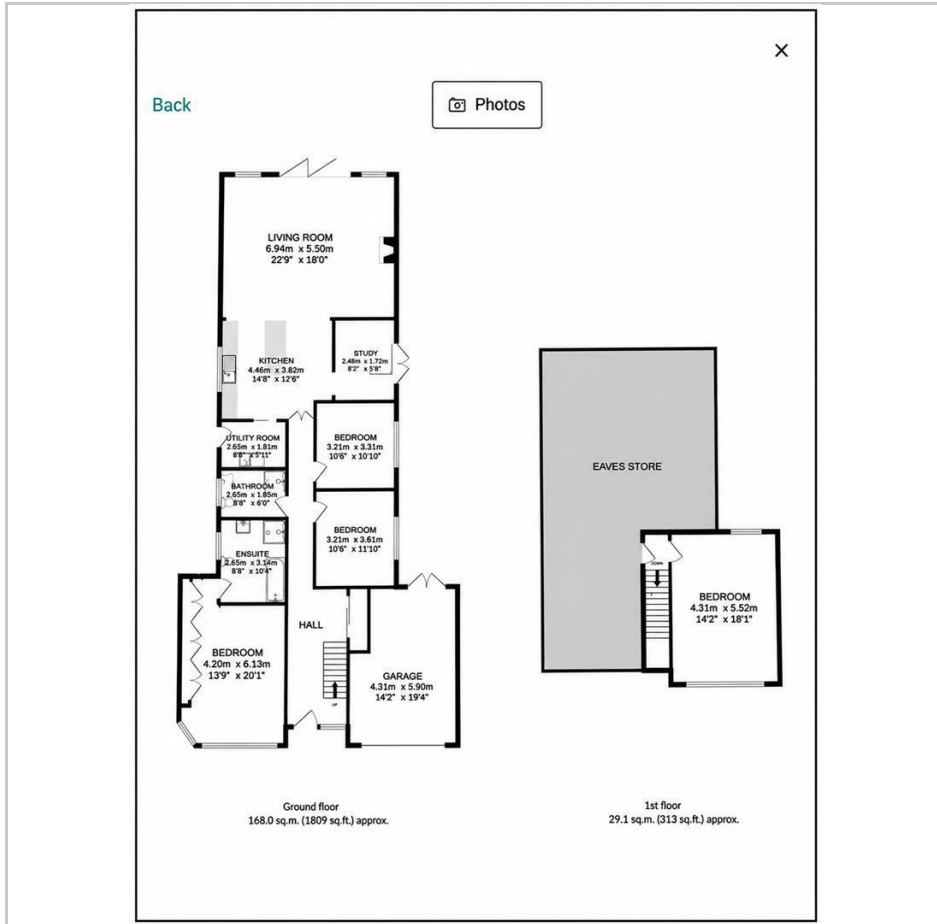 Back
Photos
LIVING ROOM
6.94m x 5.50m
22'9" x 18'0"
KITCHEN
4.46m x 3.82m
14'8" x 12'6"
STUDY
2.48m x 1.72m
8'2" x 5'8"
UTILITY ROOM
2.65m x 1.81m
8'8" x 5'11"
BEDROOM
3.21m x 3.31m
10'6" x 10'10"
BATHROOM
2.65m x 1.85m
8'8" x 6'0"
BEDROOM
3.21m x 3.61m
10'6" x 11'10"
ENSUITE
2.65m x 3.14m
8'8" x 10'4"
HALL
BEDROOM
4.20m x 6.13m
13'9" x 20'1"
UP
GARAGE
4.31m x 5.90m
14'2" x 19'4"
Ground floor
168.0 sq.m. (1809 sq.ft.) approx.
EAVES STORE
DOWN
BEDROOM
4.31m x 5.52m
14'2" x 18'1"
1st floor
29.1 sq.m. (313 sq.ft.) approx.